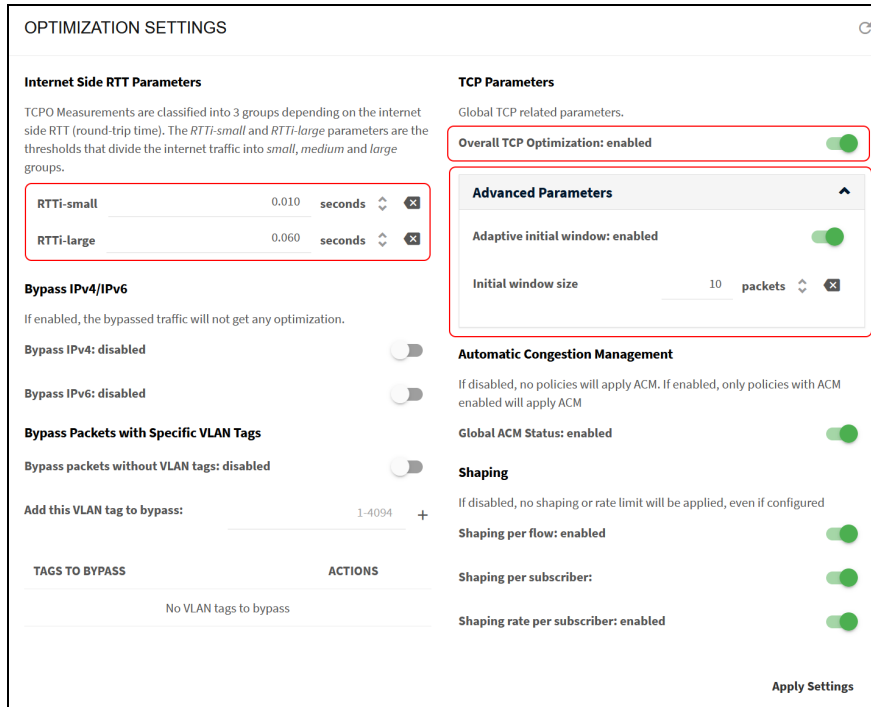 OPTIMIZATION SETTINGS
Internet Side RTT Parameters
TCPO Measurements are classified into 3 groups depending on the internet
side RTT (round-trip time). The RTTi-small and RTTi-large parameters are the
thresholds that divide the internet traffic into small, medium and large
groups.
RTTi-small 0.010 seconds
RTTi-large 0.060 seconds
Bypass IPv4/IPv6
If enabled, the bypassed traffic will not get any optimization.
Bypass IPv4: disabled
Bypass IPv6: disabled
Bypass Packets with Specific VLAN Tags
Bypass packets without VLAN tags: disabled
Add this VLAN tag to bypass: 1-4094 +
TAGS TO BYPASS ACTIONS
No VLAN tags to bypass
TCP Parameters
Global TCP related parameters.
Overall TCP Optimization: enabled
Advanced Parameters
Adaptive initial window: enabled
Initial window size 10 packets
Automatic Congestion Management
If disabled, no policies will apply ACM. If enabled, only policies with ACM
enabled will apply ACM
Global ACM Status: enabled
Shaping
If disabled, no shaping or rate limit will be applied, even if configured
Shaping per flow: enabled
Shaping per subscriber:
Shaping rate per subscriber: enabled
Apply Settings